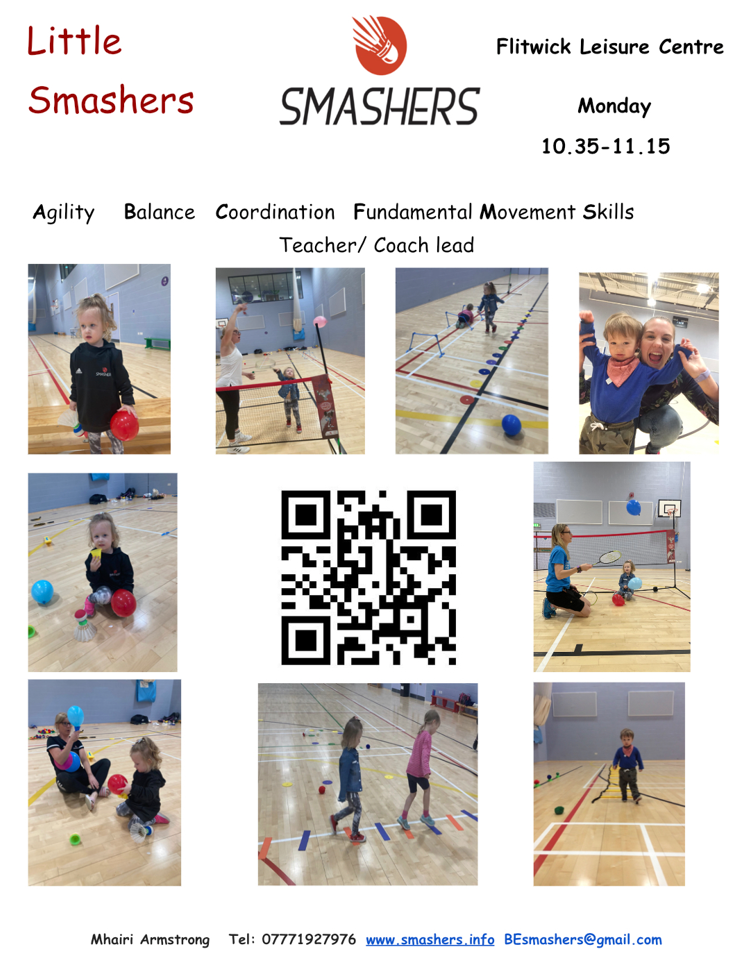 Little
Smashers
SMASHERS
Flitwick Leisure Centre
Monday
10.35-11.15
Agility Balance Coordination Fundamental Movement Skills
Teacher/ Coach lead
Mhairi Armstrong Tel: 07771927976 www.smashers.info BEsmashers@gmail.com